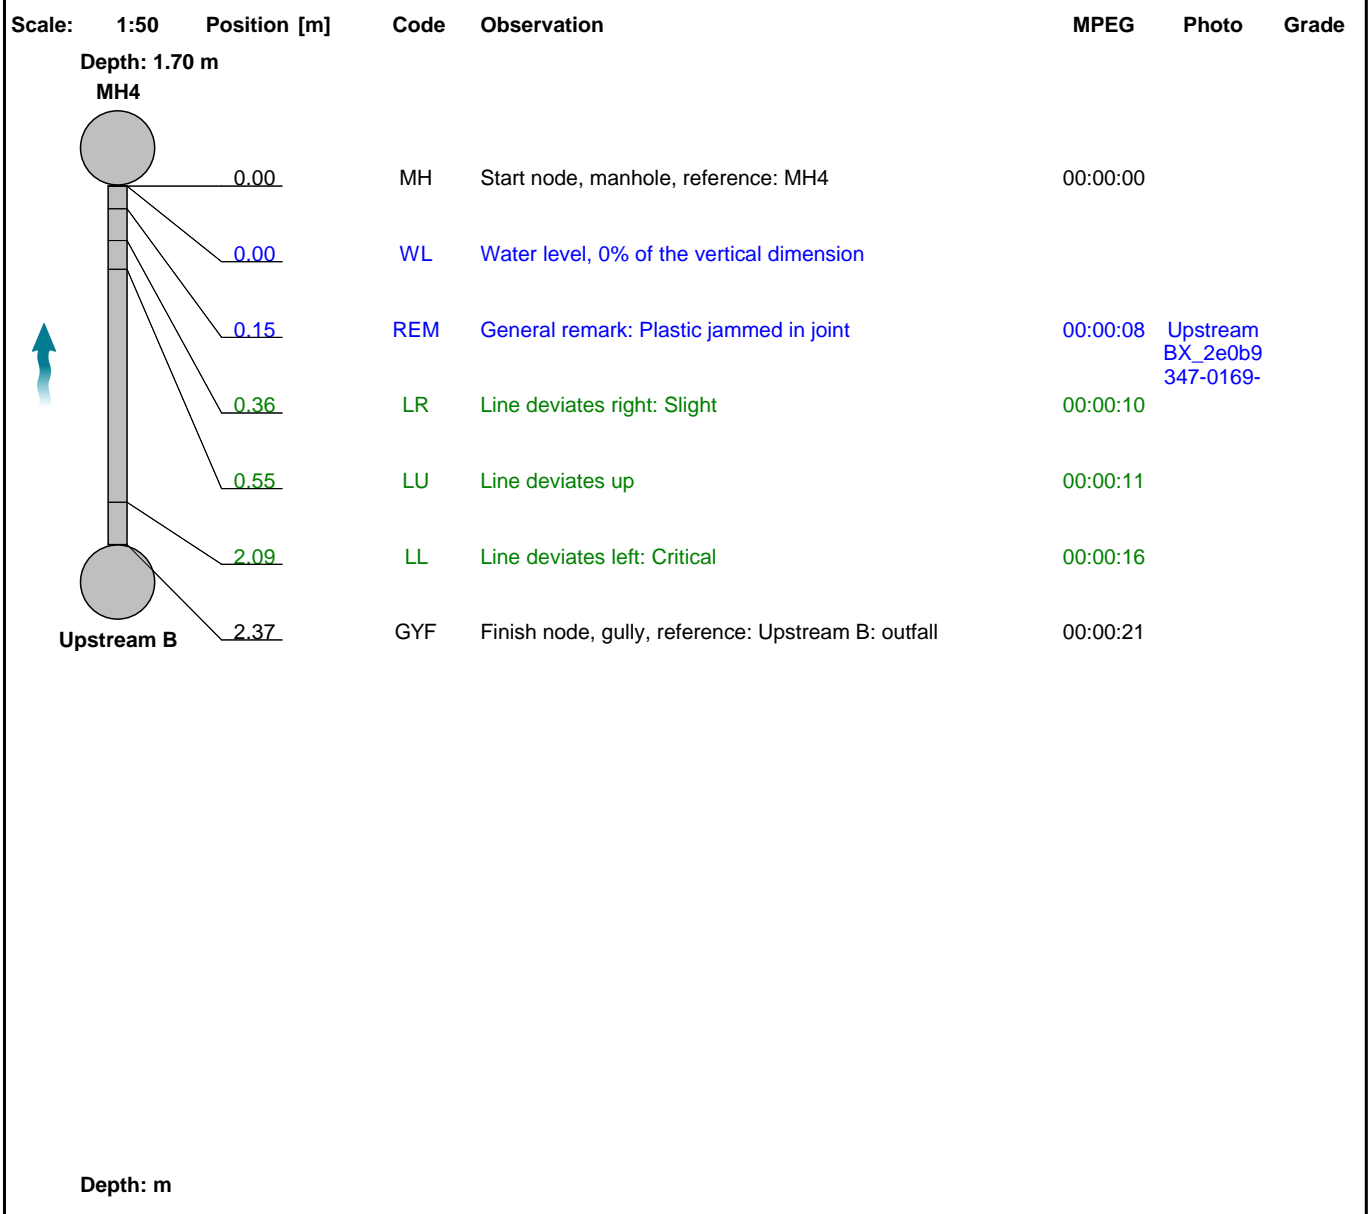 Scale: 1:50 Position [m] Code Observation MPEG Photo Grade
Depth: 1.70 m
MH4
0.00 MH Start node, manhole, reference: MH4 00:00:00
0.00 WL Water level, 0% of the vertical dimension
0.15 REM General remark: Plastic jammed in joint 00:00:08 Upstream
BX_2e0b9
347-0169-
0.36 LR Line deviates right: Slight 00:00:10
0.55 LU Line deviates up 00:00:11
2.09 LL Line deviates left: Critical 00:00:16
Upstream B 2.37 GYF Finish node, gully, reference: Upstream B: outfall 00:00:21
Depth: m